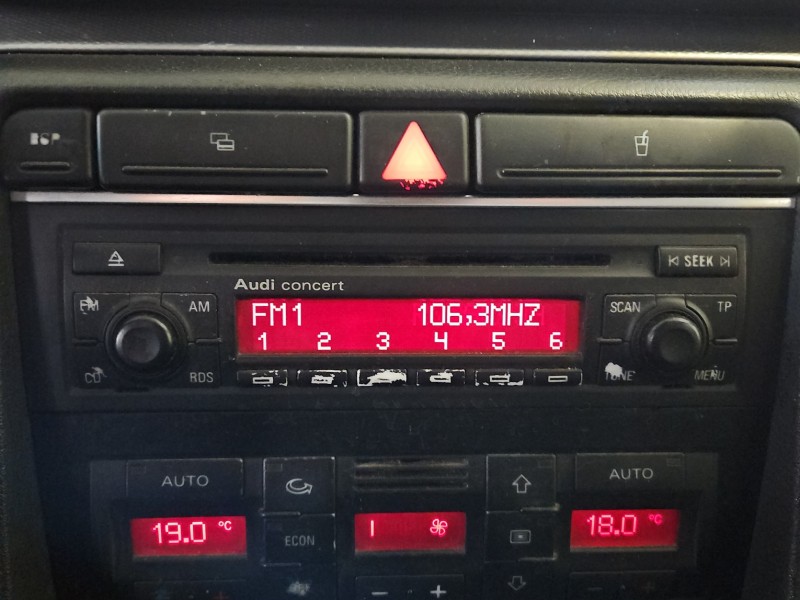 ESP
SEEK
Audi concert
FM AM
FM1 106,3MHZ
SCAN TP
1 2 3 4 5 6
CD RDS
TUNE MENU
AUTO
AUTO
19.0 °C
ECON
1
18.0 °C
- +